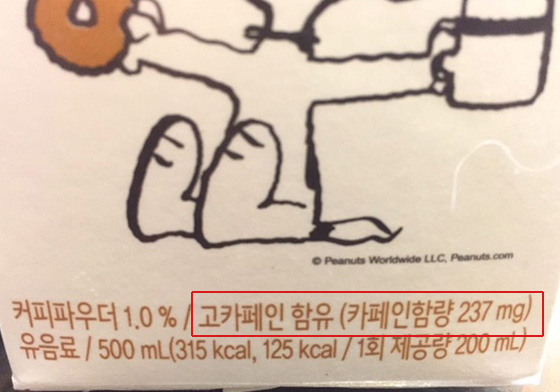 © Peanuts Worldwide LLC, Peanuts.com
커피파우더 1.0 % / 고카페인 함유 (카페인함량 237 mg)
유음료 / 500 mL(315 kcal, 125 kcal / 1회 제공량 200 mL)